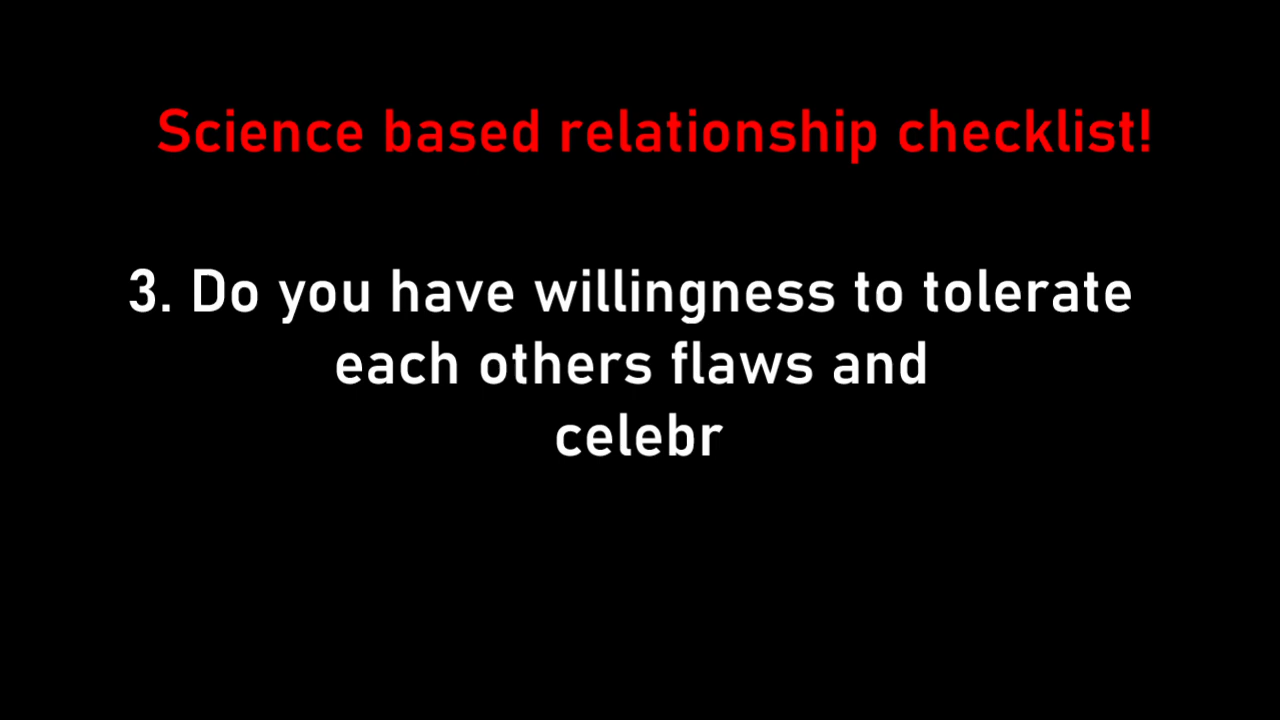 Science based relationship checklist!
3. Do you have willingness to tolerate
each others flaws and
celebr